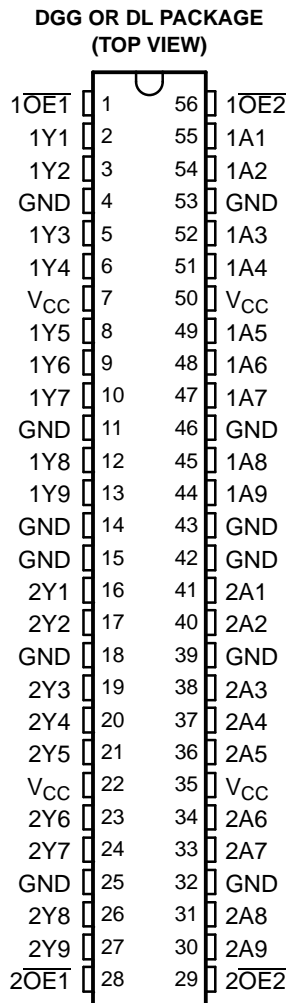 DGG OR DL PACKAGE
(TOP VIEW)
1OE1 1 56 1OE2
1Y1 2 55 1A1
1Y2 3 54 1A2
GND 4 53 GND
1Y3 5 52 1A3
1Y4 6 51 1A4
VCC 7 50 VCC
1Y5 8 49 1A5
1Y6 9 48 1A6
1Y7 10 47 1A7
GND 11 46 GND
1Y8 12 45 1A8
1Y9 13 44 1A9
GND 14 43 GND
GND 15 42 GND
2Y1 16 41 2A1
2Y2 17 40 2A2
GND 18 39 GND
2Y3 19 38 2A3
2Y4 20 37 2A4
2Y5 21 36 2A5
VCC 22 35 VCC
2Y6 23 34 2A6
2Y7 24 33 2A7
GND 25 32 GND
2Y8 26 31 2A8
2Y9 27 30 2A9
2OE1 28 29 2OE2